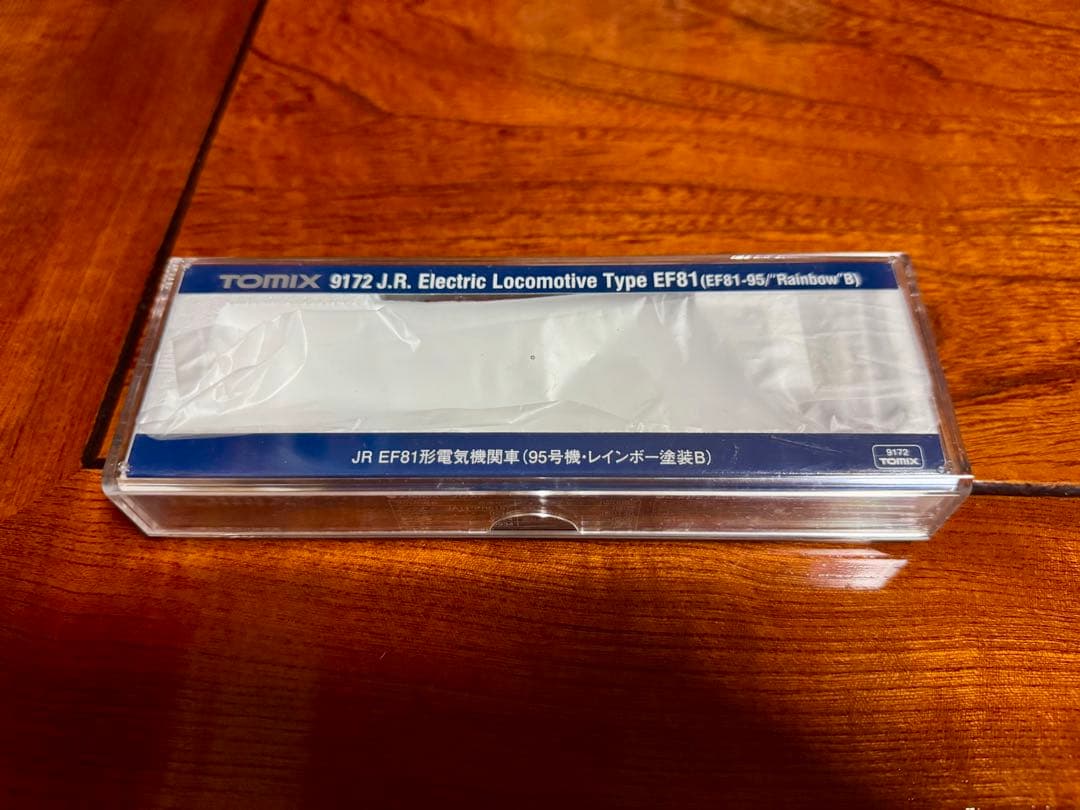 TOMIX 9172 J.R. Electric Locomotive Type EF81 (EF81-95/"Rainbow"B)
JR EF81形電気機関車(95号機・レインボー塗装B)
9172
TOMIX